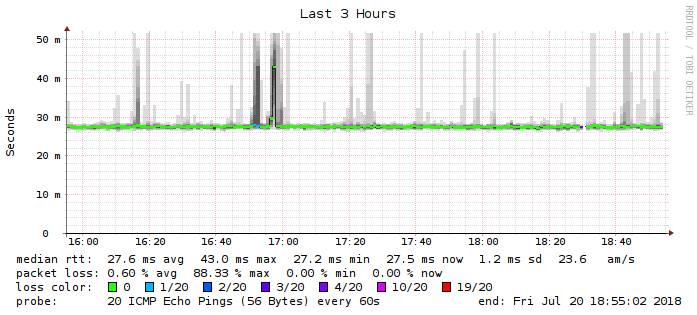 Last 3 Hours
RRDTOOL / TOBI OETIKER
Seconds
50 m
40 m
30 m
20 m
10 m
0
16:00 16:20 16:40 17:00 17:20 17:40 18:00 18:20 18:40
median rtt: 27.6 ms avg 43.0 ms max 27.2 ms min 27.5 ms now 1.2 ms sd 23.6 am/s
packet loss: 0.60 % avg 88.33 % max 0.00 % min 0.00 % now
loss color: 0 1/20 2/20 3/20 4/20 10/20 19/20
probe: 20 ICMP Echo Pings (56 Bytes) every 60s end: Fri Jul 20 18:55:02 2018